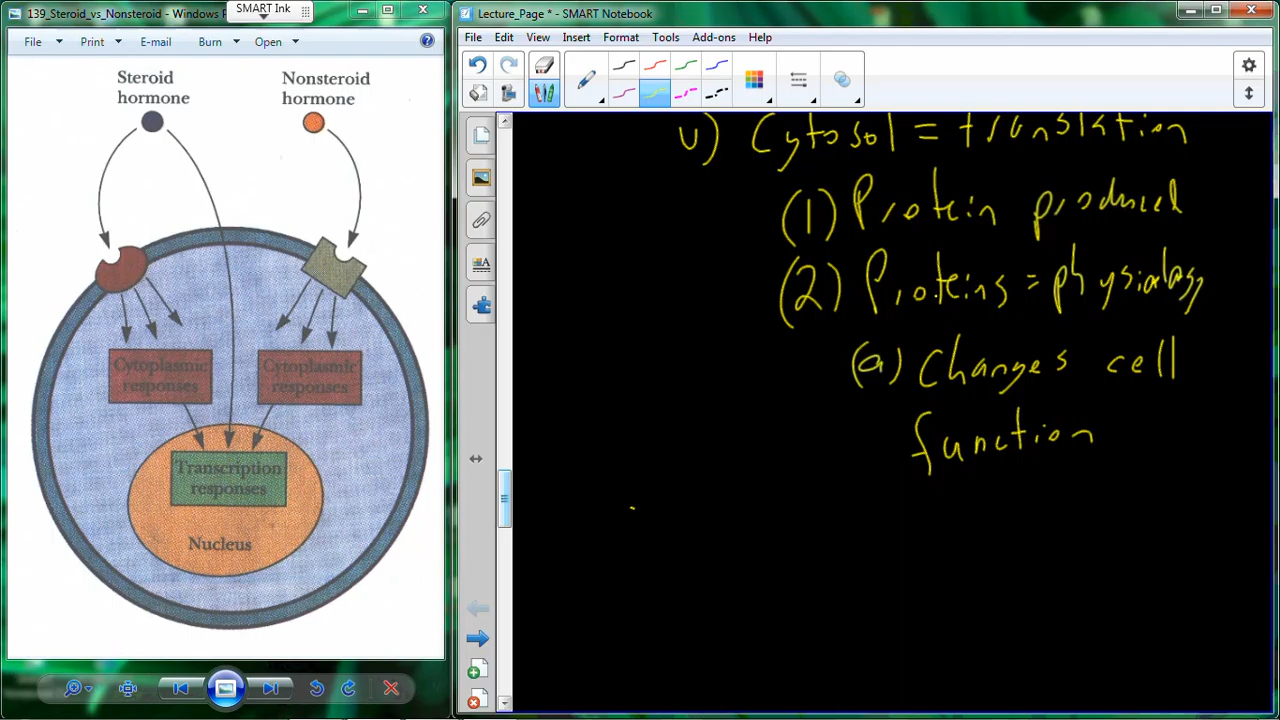 139_Steroid_vs_Nonsteroid - Windows P
SMART Ink
File Print E-mail Burn Open
Steroid
hormone
Nonsteroid
hormone
Cytoplasmic
responses
Cytoplasmic
responses
Transcription
responses
Nucleus
Lecture_Page * - SMART Notebook
File Edit View Insert Format Tools Add-ons Help
v) Cytosol = translation
(1) Protein produced
(2) Proteins = physiology
(a) Changes cell
function